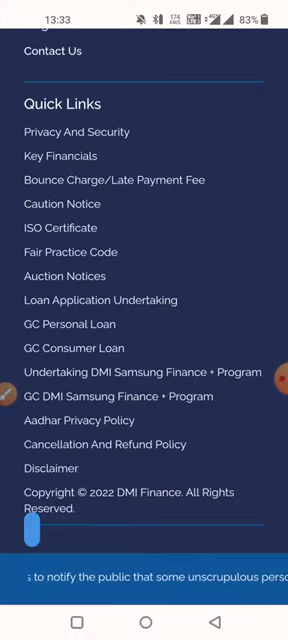 13:33
174
KB/S
83%
Contact Us
Quick Links
Privacy And Security
Key Financials
Bounce Charge/Late Payment Fee
Caution Notice
ISO Certificate
Fair Practice Code
Auction Notices
Loan Application Undertaking
GC Personal Loan
GC Consumer Loan
Undertaking DMI Samsung Finance + Program
GC DMI Samsung Finance + Program
Aadhar Privacy Policy
Cancellation And Refund Policy
Disclaimer
Copyright © 2022 DMI Finance. All Rights
Reserved.
s to notify the public that some unscrupulous perso